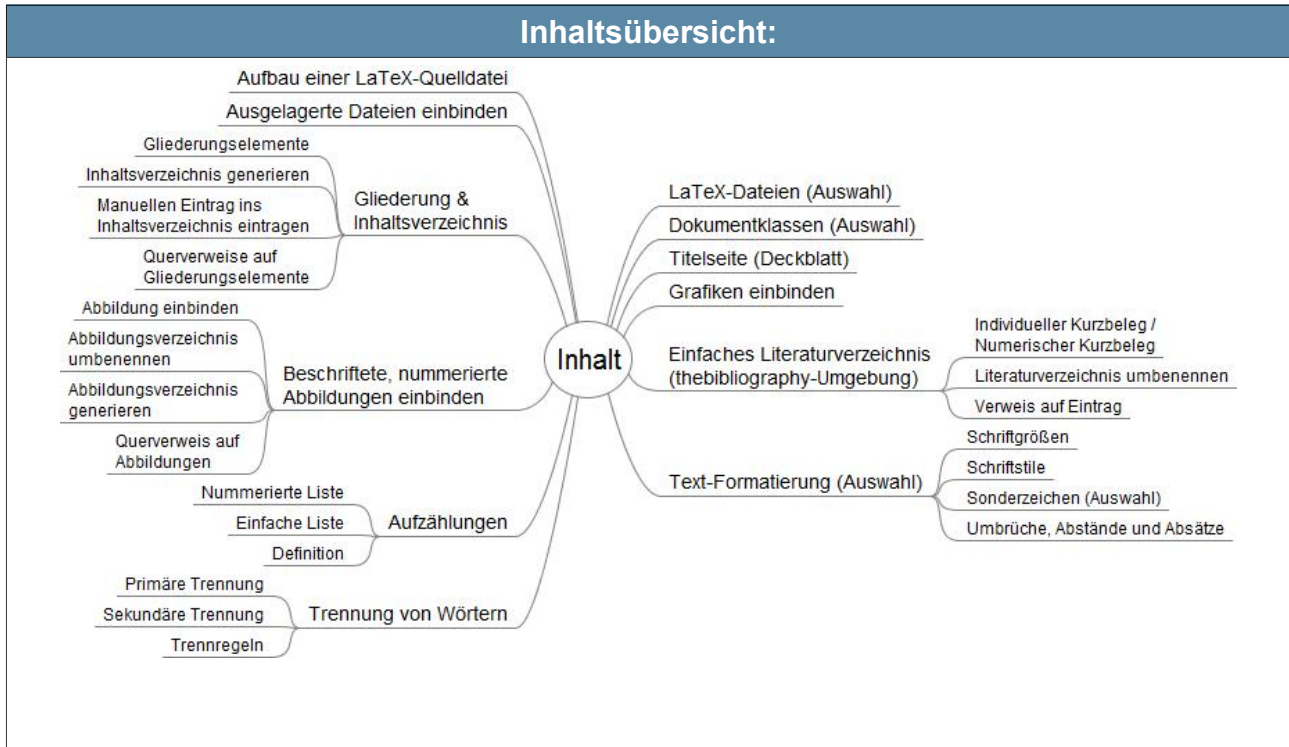 Inhaltsübersicht:
Aufbau einer LaTeX-Quelldatei
Ausgelagerte Dateien einbinden
Gliederungselemente
Inhaltsverzeichnis generieren
Manuellen Eintrag ins
Inhaltsverzeichnis eintragen
Querverweise auf
Gliederungselemente
Gliederung &
Inhaltsverzeichnis
Abbildung einbinden
Abbildungsverzeichnis
umbenennen
Abbildungsverzeichnis
generieren
Querverweis auf
Abbildungen
Beschriftete, nummerierte
Abbildungen einbinden
Nummerierte Liste
Einfache Liste
Definition
Aufzählungen
Primäre Trennung
Sekundäre Trennung
Trennregeln
Trennung von Wörtern
Inhalt
LaTeX-Dateien (Auswahl)
Dokumentklassen (Auswahl)
Titelseite (Deckblatt)
Grafiken einbinden
Einfaches Literaturverzeichnis
(thebibliography-Umgebung)
Individueller Kurzbeleg /
Numerischer Kurzbeleg
Literaturverzeichnis umbenennen
Verweis auf Eintrag
Text-Formatierung (Auswahl)
Schriftgrößen
Schriftstile
Sonderzeichen (Auswahl)
Umbrüche, Abstände und Absätze